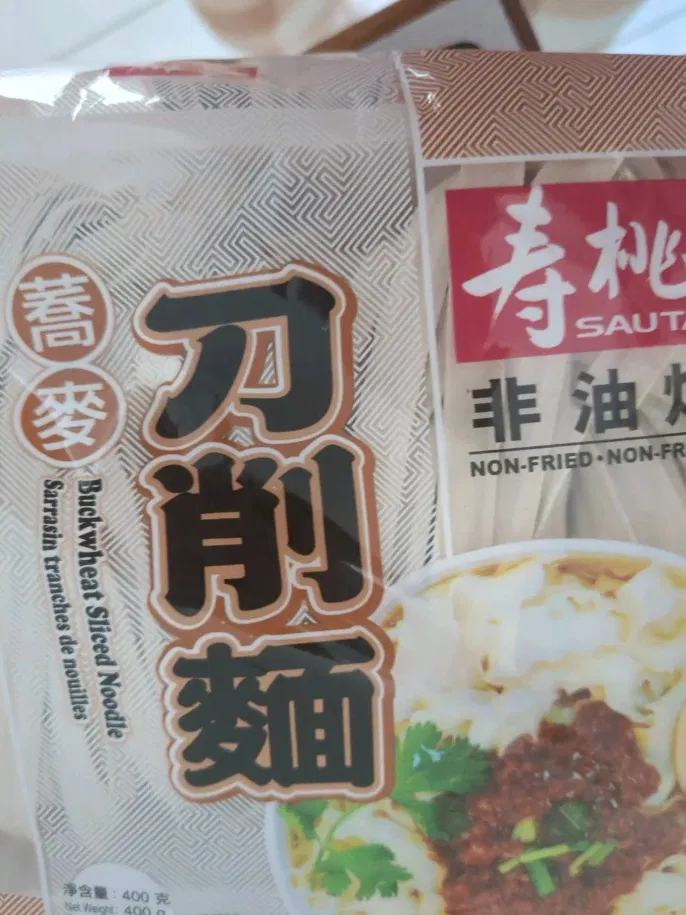 蕎麥
刀削麵
Buckwheat Sliced Noodle
Sarrasin tranches de nouilles
寿桃
SAUTA
非油
NON-FRIED • NON-FR
淨含量: 400 克
Net Weight: 400 g